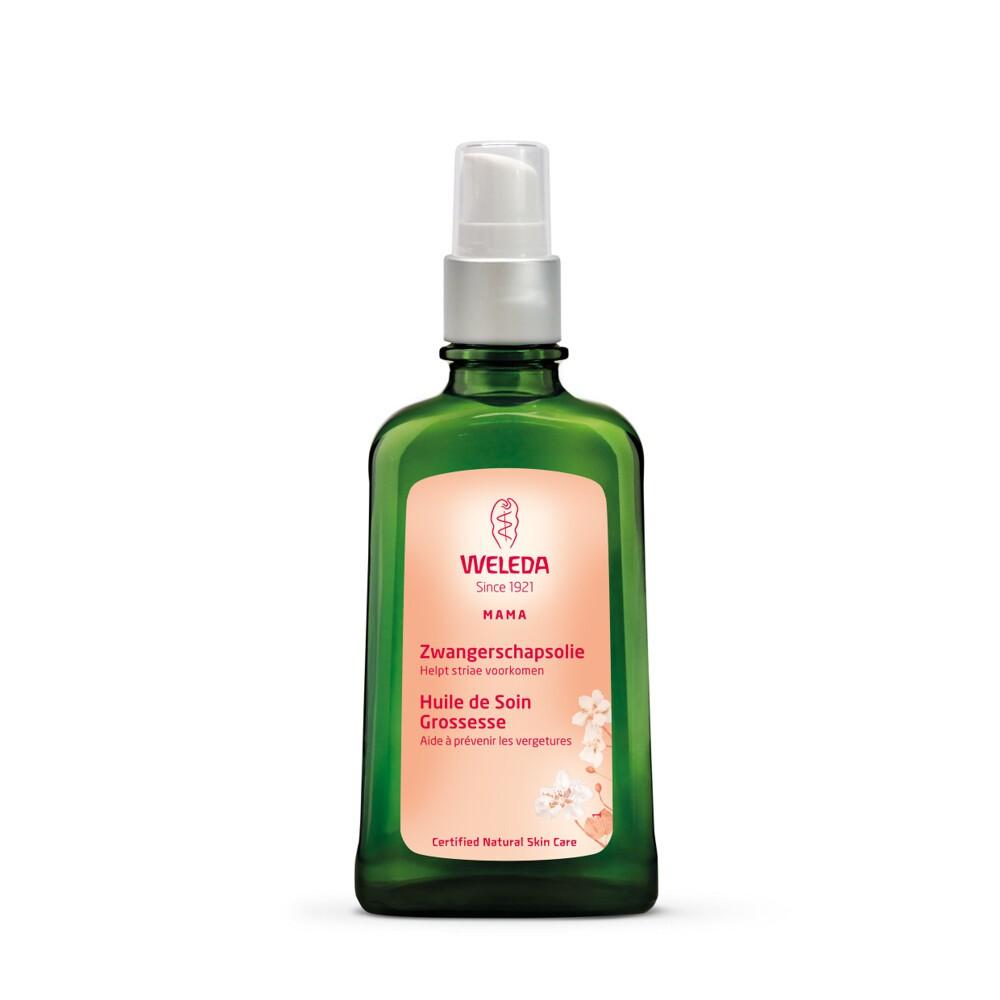 WELEDA
Since 1921
MAMA
Zwangerschapsolie
Helpt striae voorkomen
Huile de Soin
Grossesse
Aide à prévenir les vergetures
Certified Natural Skin Care